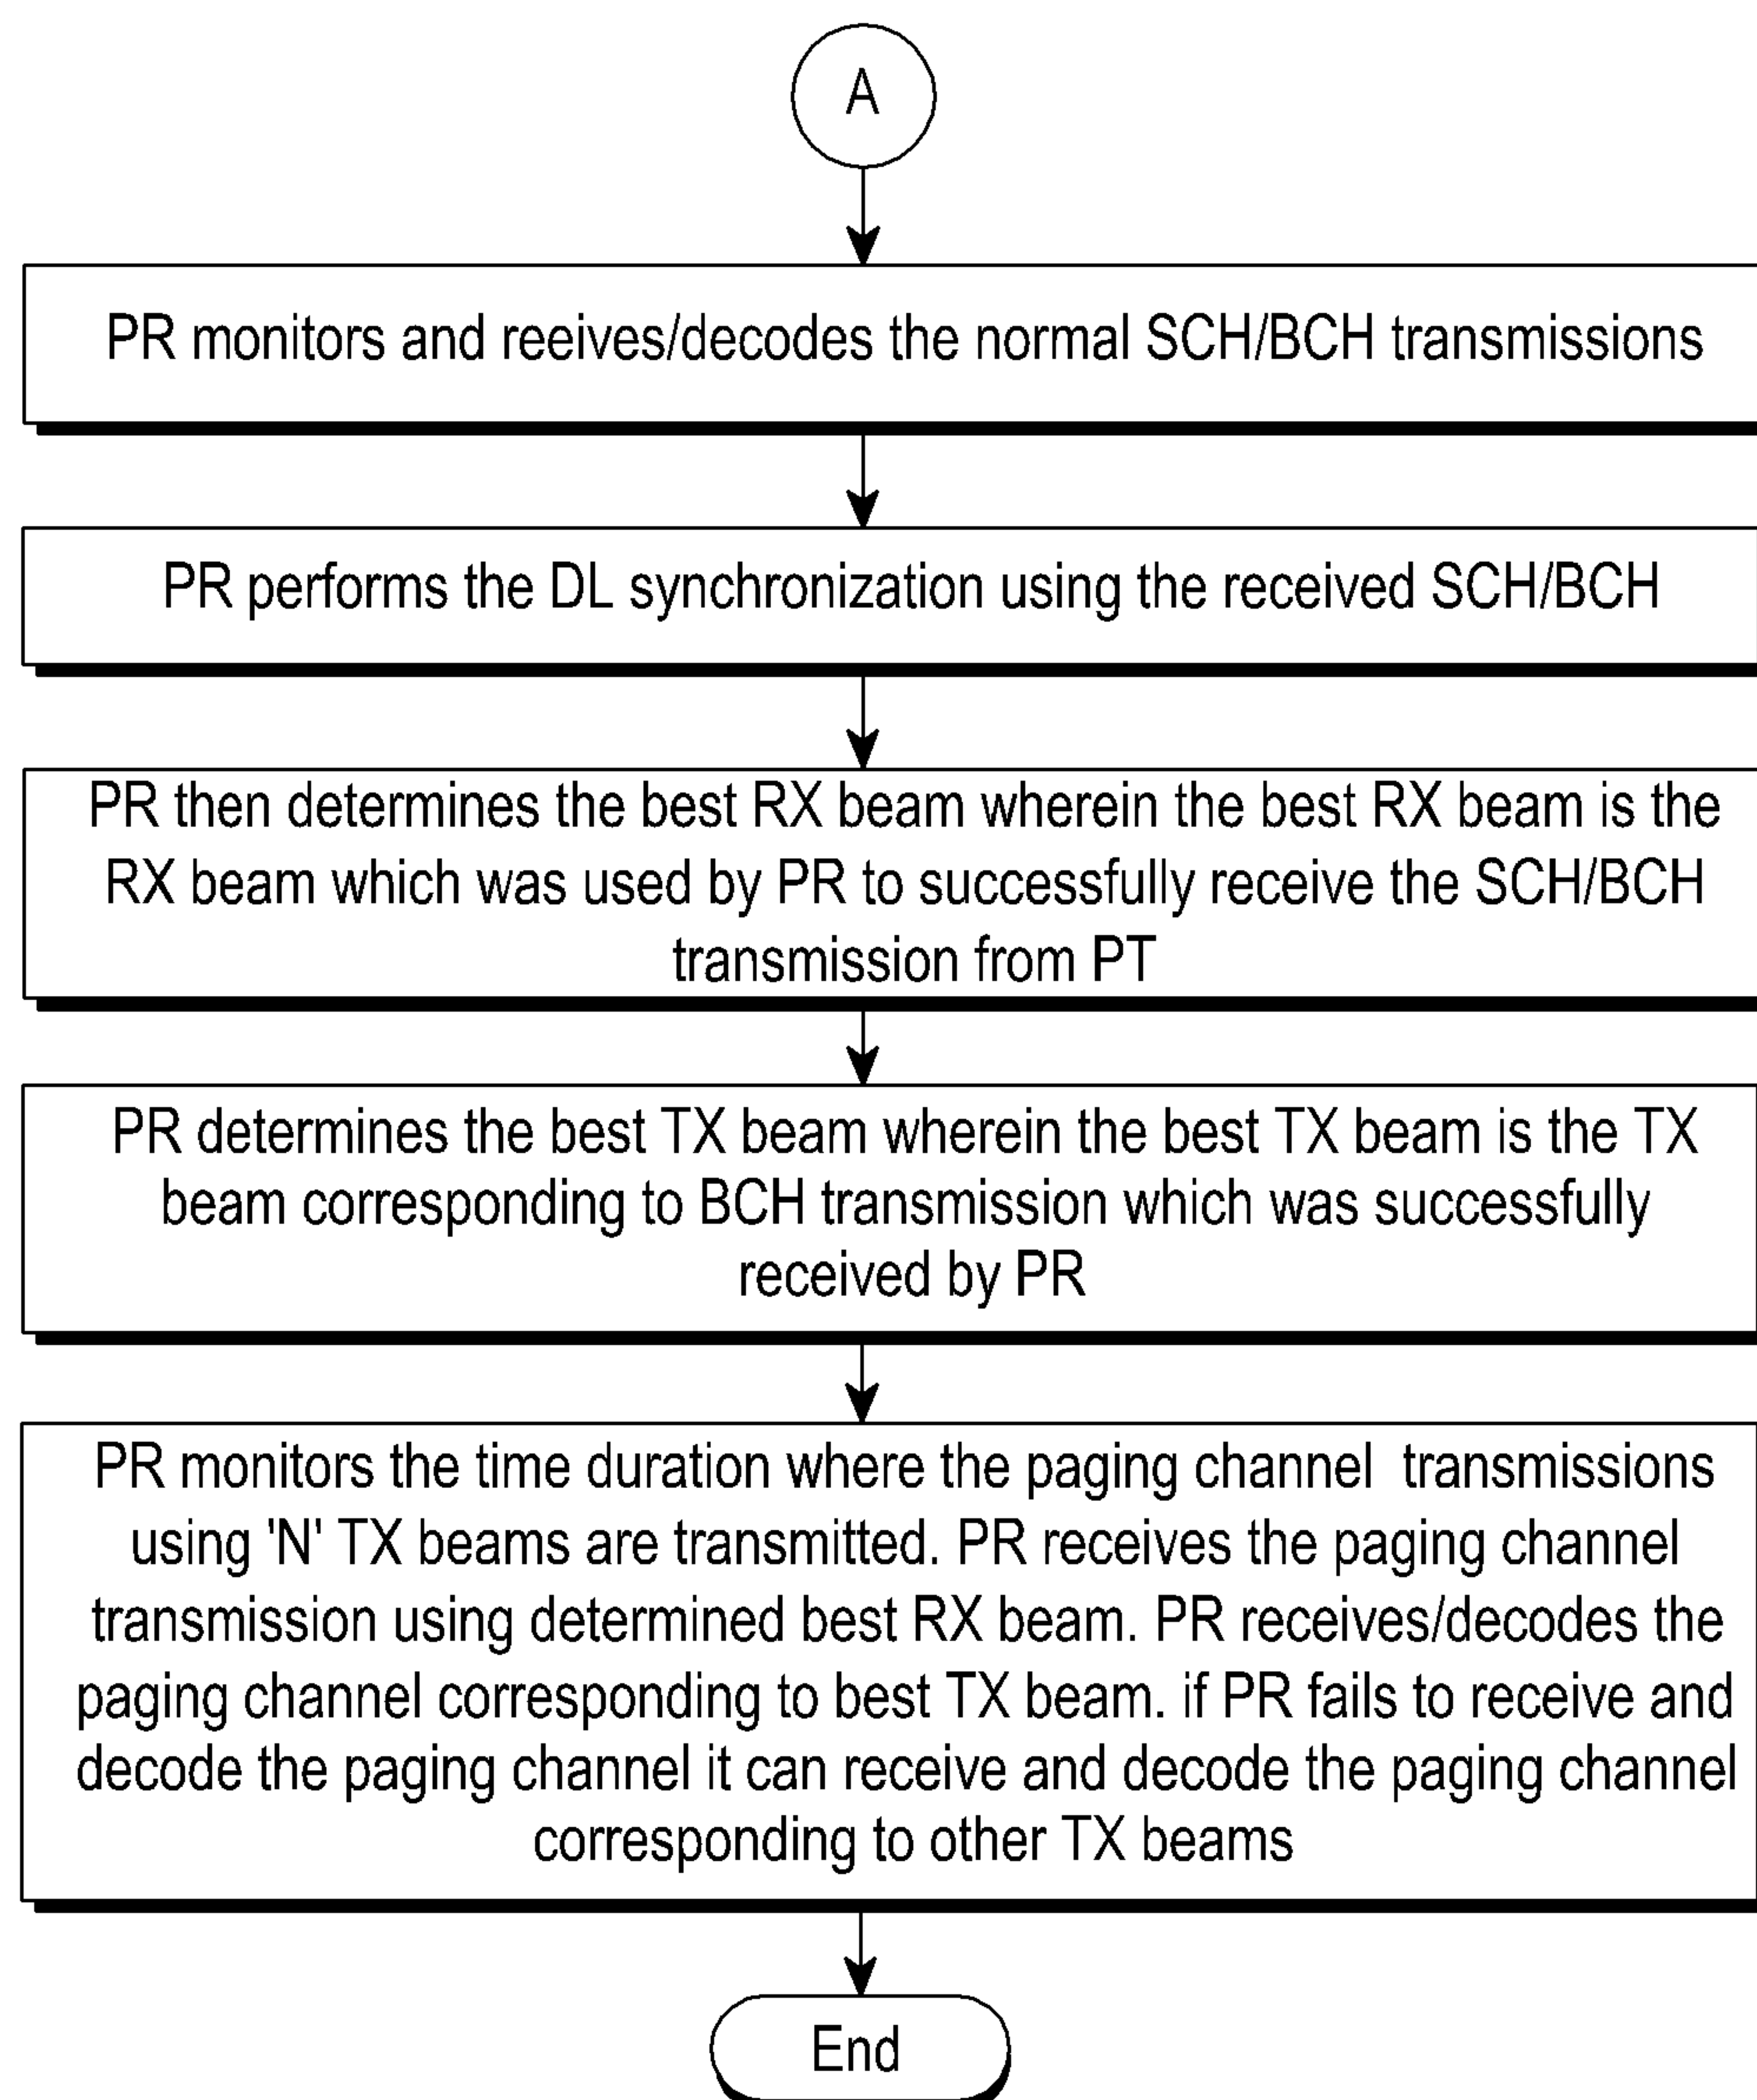 A
PR monitors and reeives/decodes the normal SCH/BCH transmissions
PR performs the DL synchronization using the received SCH/BCH
PR then determines the best RX beam wherein the best RX beam is the
RX beam which was used by PR to successfully receive the SCH/BCH
transmission from PT
PR determines the best TX beam wherein the best TX beam is the TX
beam corresponding to BCH transmission which was successfully
received by PR
PR monitors the time duration where the paging channel transmissions
using 'N' TX beams are transmitted. PR receives the paging channel
transmission using determined best RX beam. PR receives/decodes the
paging channel corresponding to best TX beam. if PR fails to receive and
decode the paging channel it can receive and decode the paging channel
corresponding to other TX beams
End